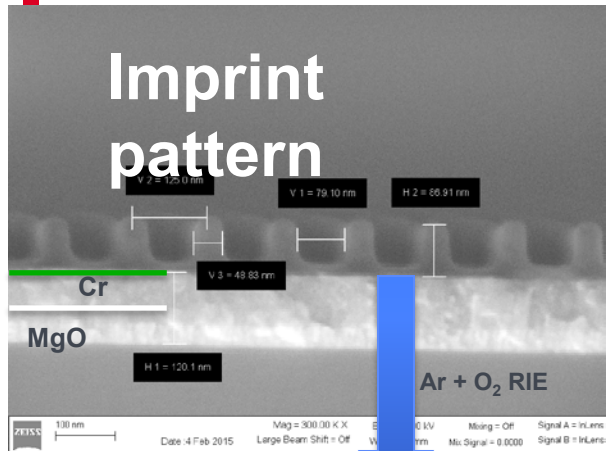 Imprint
pattern
V 2 = 125.0 nm
V 1 = 79.10 nm
H 2 = 86.91 nm
V 3 = 48.83 nm
Cr
MgO
H 1 = 120.1 nm
Ar + O₂ RIE
ZEISS
100 nm
Mag = 300.00 K X
kV
Mixing = Off
Signal A = InLens
Date :4 Feb 2015
Large Beam Shift = Off
Mix Signal = 0.0000
Signal B = InLens